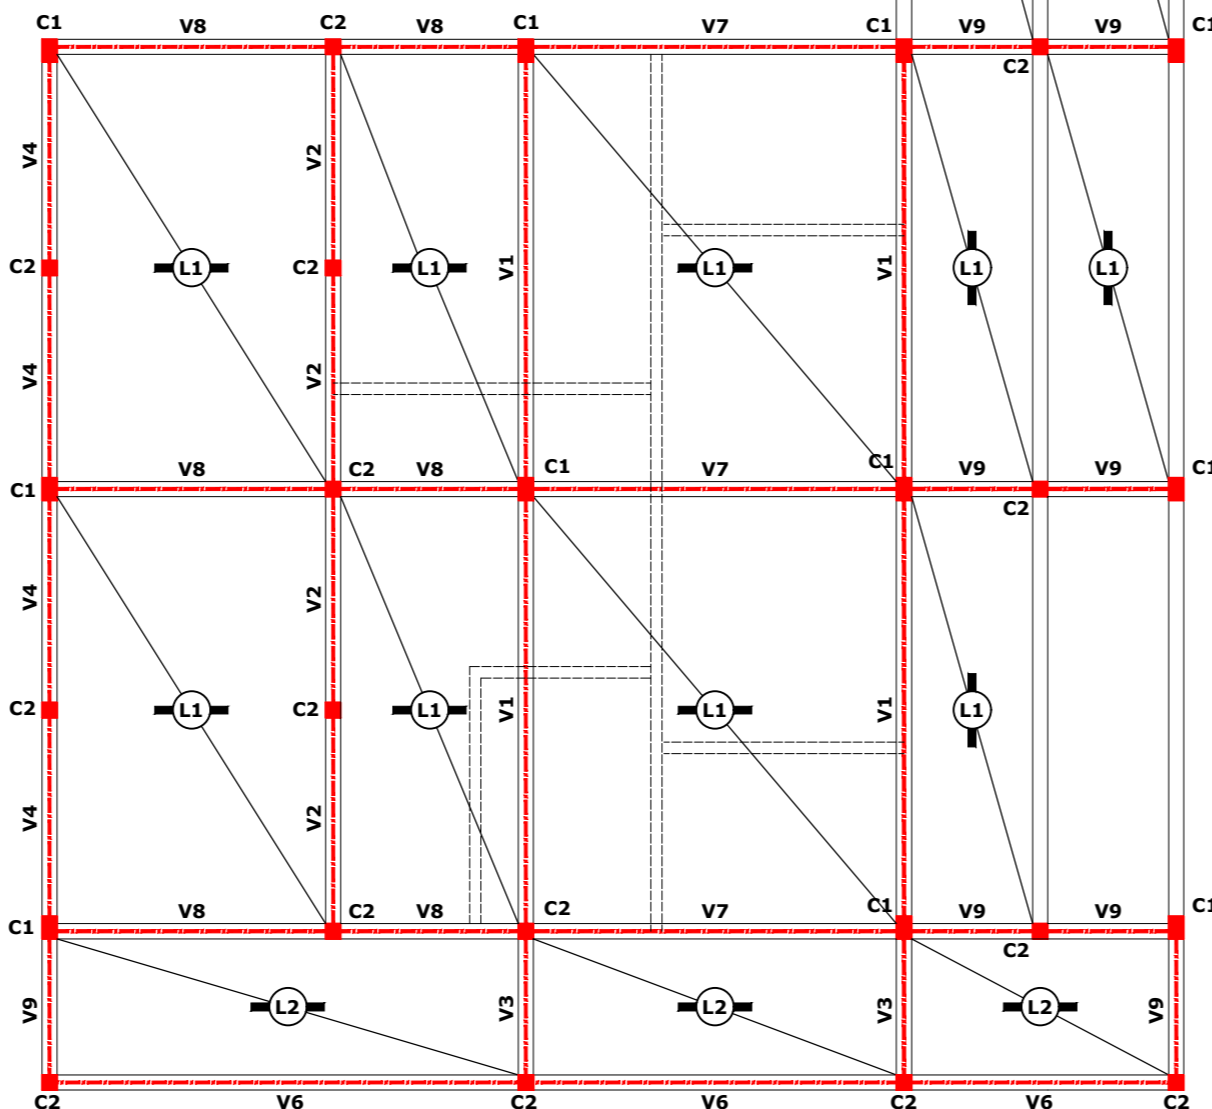 C1 V8 C2 V8 C1 V7 C1 V9 V9 C1
C2
V4 V2
C2 L1 C2 L1 V1 L1 V1 L1 L1
V4 V2
C1 V8 C2 V8 C1 V7 C1 V9 V9 C1
C2
V4 V2
C2 L1 C2 L1 V1 L1 V1 L1
V4 V2
C1 V8 C2 V8 C2 V7 C1 V9 V9 C1
C2
V9 L2 V3 L2 V3 L2 V9
C2 V6 C2 V6 C2 V6 C2